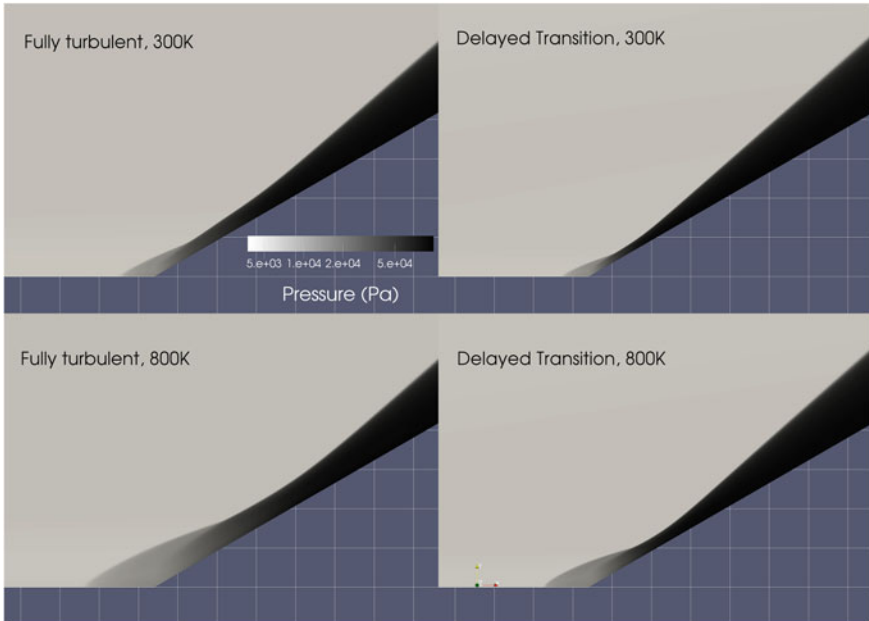 Fully turbulent, 300K
Delayed Transition, 300K
5.e+03 1.e+04 2.e+04 5.e+04
Pressure (Pa)
Fully turbulent, 800K
Delayed Transition, 800K